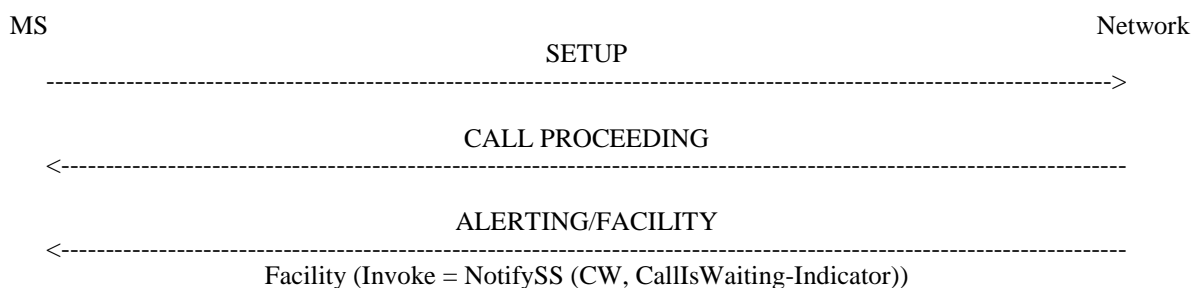 MS Network
SETUP
----------------------------------------------------------------------------------------------------------------------->
CALL PROCEEDING
<-----------------------------------------------------------------------------------------------------------------------
ALERTING/FACILITY
<-----------------------------------------------------------------------------------------------------------------------
Facility (Invoke = NotifySS (CW, CallIsWaiting-Indicator))